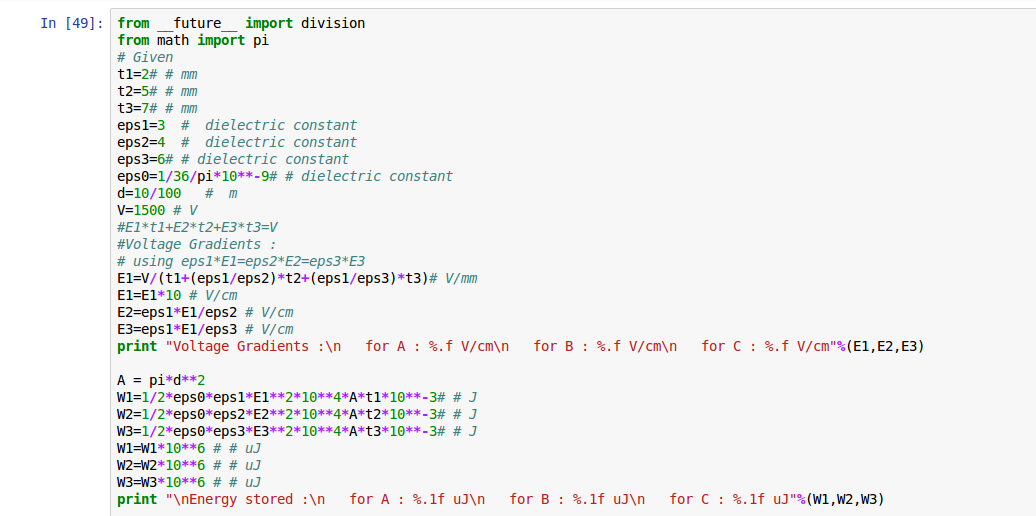 In [49]: from __future__ import division
from math import pi
# Given
t1=2# # mm
t2=5# # mm
t3=7# # mm
eps1=3  #  dielectric constant
eps2=4  #  dielectric constant
eps3=6# # dielectric constant
eps0=1/36/pi*10**-9# # dielectric constant
d=10/100   #  m
V=1500 # V
#E1*t1+E2*t2+E3*t3=V
#Voltage Gradients :
# using eps1*E1=eps2*E2=eps3*E3
E1=V/(t1+(eps1/eps2)*t2+(eps1/eps3)*t3)# V/mm
E1=E1*10 # V/cm
E2=eps1*E1/eps2 # V/cm
E3=eps1*E1/eps3 # V/cm
print "Voltage Gradients :\n   for A : %.f V/cm\n   for B : %.f V/cm\n   for C : %.f V/cm"%(E1,E2,E3)
A = pi*d**2
W1=1/2*eps0*eps1*E1**2*10**4*A*t1*10**-3# # J
W2=1/2*eps0*eps2*E2**2*10**4*A*t2*10**-3# # J
W3=1/2*eps0*eps3*E3**2*10**4*A*t3*10**-3# # J
W1=W1*10**6 # # uJ
W2=W2*10**6 # # uJ
W3=W3*10**6 # # uJ
print "\nEnergy stored :\n   for A : %.1f uJ\n   for B : %.1f uJ\n   for C : %.1f uJ"%(W1,W2,W3)